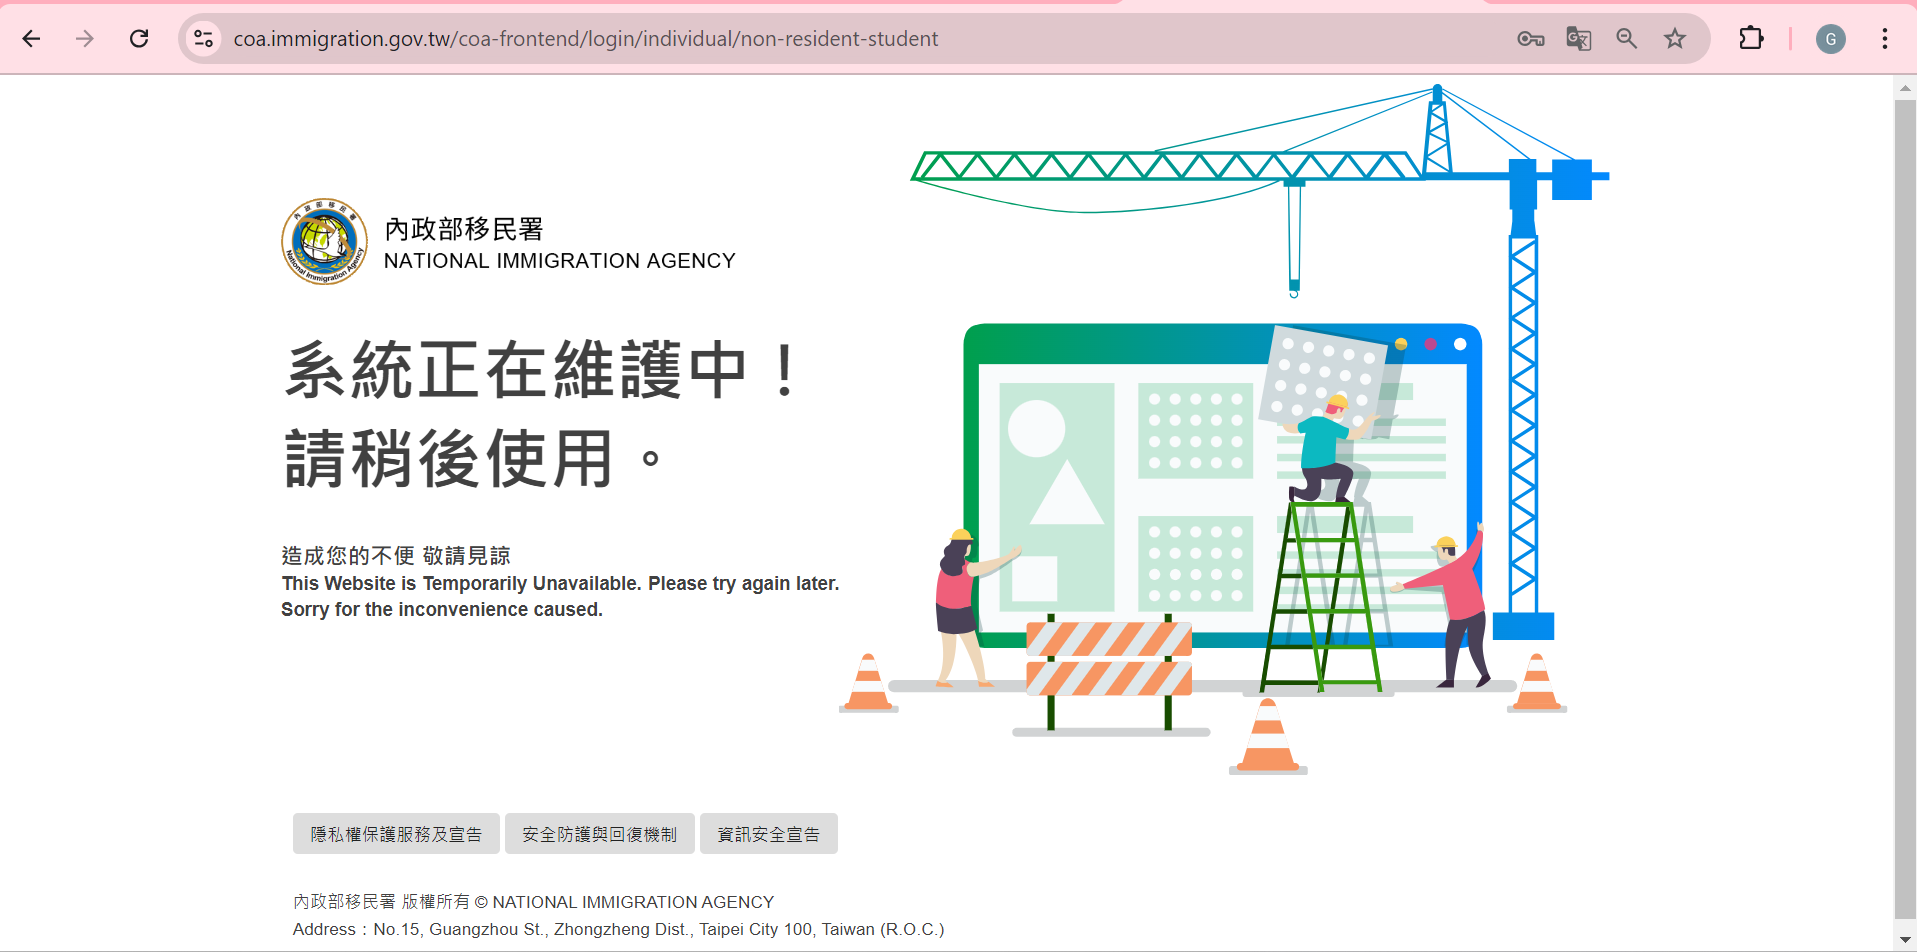 coa.immigration.gov.tw/coa-frontend/login/individual/non-resident-student
G
內政部移民署
NATIONAL IMMIGRATION AGENCY
系統正在維護中！
請稍後使用。
造成您的不便 敬請見諒
This Website is Temporarily Unavailable. Please try again later.
Sorry for the inconvenience caused.
隱私權保護服務及宣告
安全防護與回復機制
資訊安全宣告
內政部移民署 版權所有 © NATIONAL IMMIGRATION AGENCY
Address：No.15, Guangzhou St., Zhongzheng Dist., Taipei City 100, Taiwan (R.O.C.)